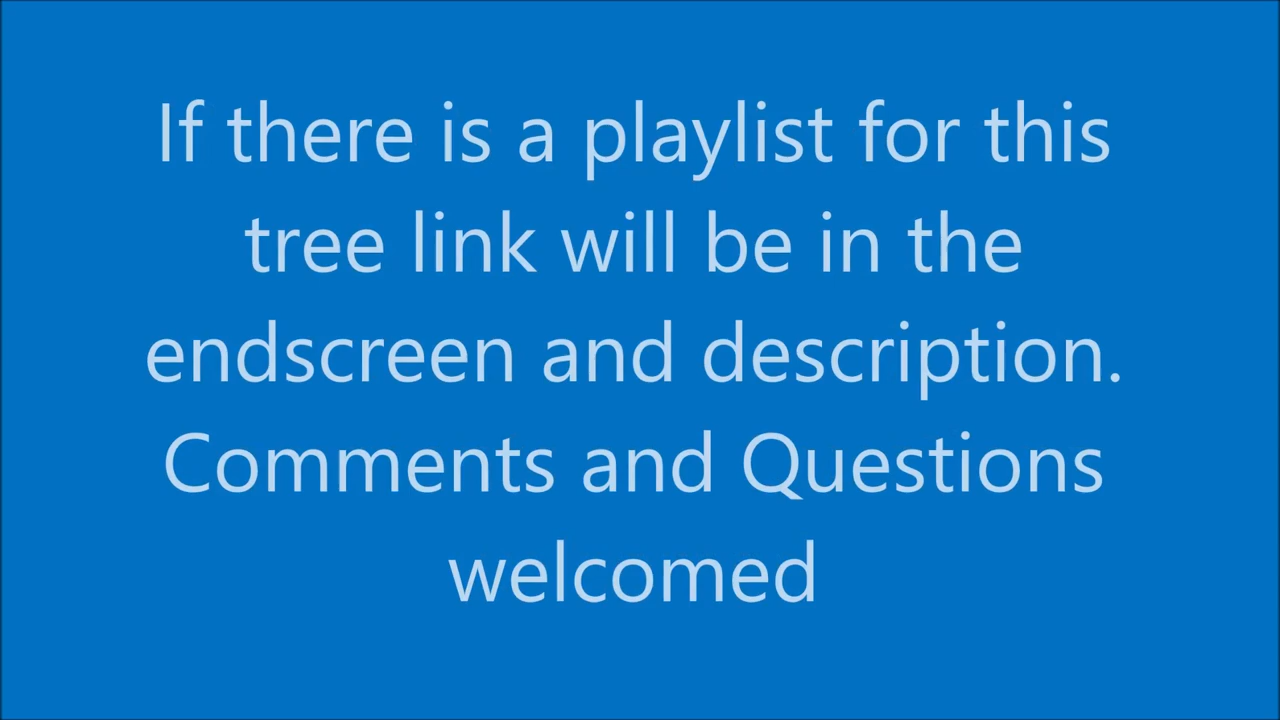 If there is a playlist for this
tree link will be in the
endscreen and description.
Comments and Questions
welcomed